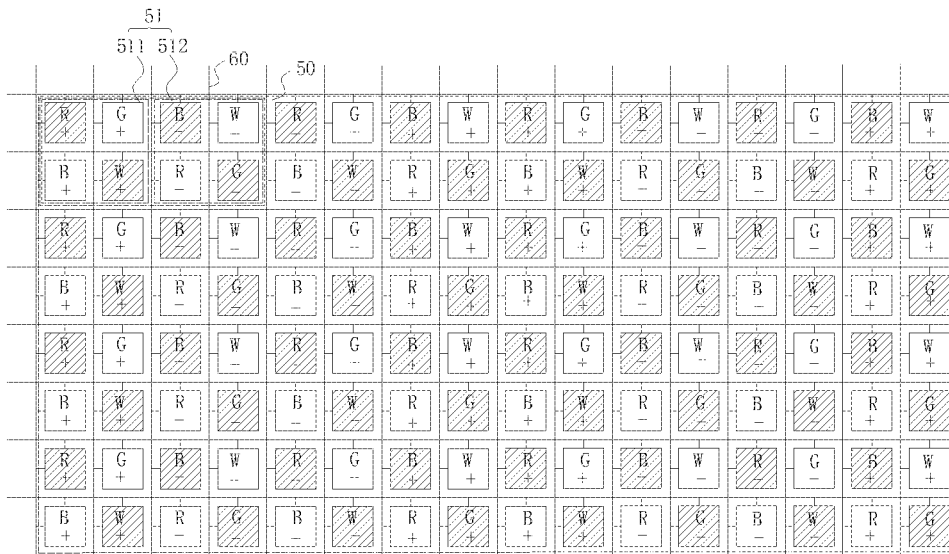 51
511 512 60 50
R G B W R G B W R G B W R G B W
+ + - - - - + + + + - - - - + +
B W R G B W R G B W R G B W R G
+ + - - - - + + + + - - - - + +
R G B W R G B W R G B W R G B W
+ + - - - - + + + + - - - - + +
B W R G B W R G B W R G B W R G
+ + - - - - + + + + - - - - + +
R G B W R G B W R G B W R G B W
+ + - - - - + + + + - - - - + +
B W R G B W R G B W R G B W R G
+ + - - - - + + + + - - - - + +
R G B W R G B W R G B W R G B W
+ + - - - - + + + + - - - - + +
B W R G B W R G B W R G B W R G
+ + - - - - + + + + - - - - + +